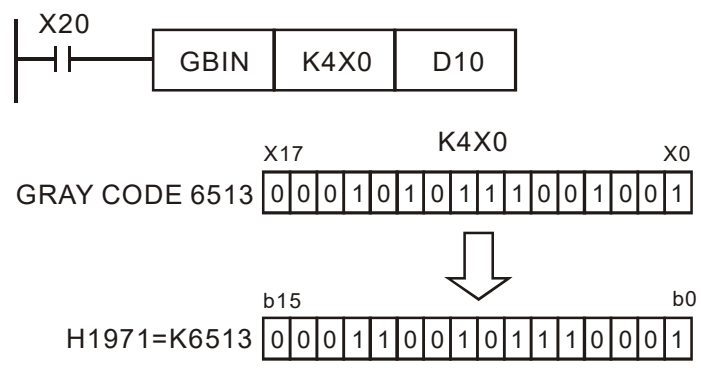 X20
GBIN K4X0 D10
K4X0
X17 X0
GRAY CODE 6513 0 0 0 1 0 1 0 1 1 1 0 0 1 0 0 1
b15 b0
H1971=K6513 0 0 0 1 1 0 0 1 0 1 1 1 0 0 0 1